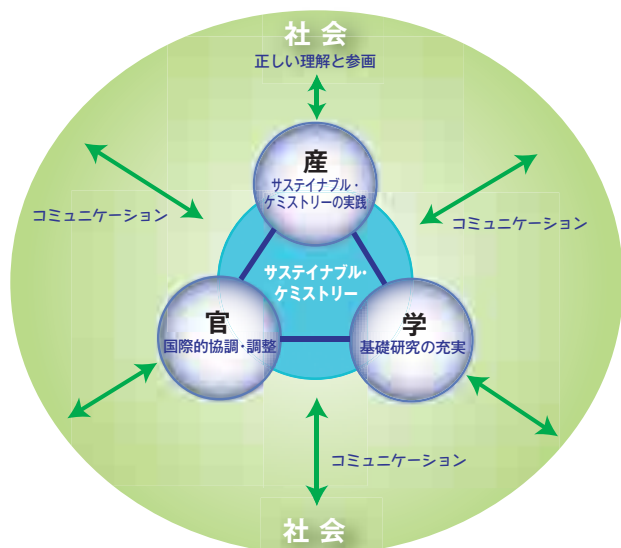 社会
正しい理解と参画
産
サステイナブル・
ケミストリーの実践
コミュニケーション
コミュニケーション
サステイナブル・
ケミストリー
官
国際的協調・調整
学
基礎研究の充実
コミュニケーション
社会